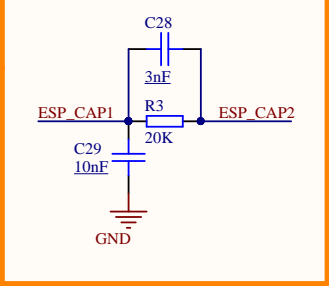 C28
3nF
ESP_CAP1
R3
ESP_CAP2
20K
C29
10nF
GND